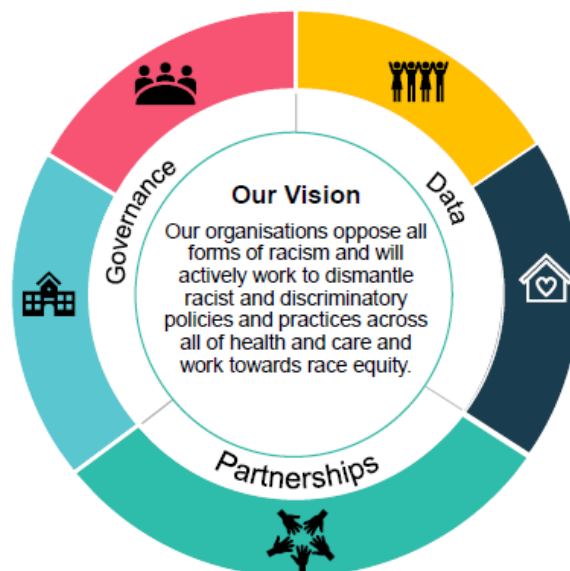 Our Vision
Our organisations oppose all
forms of racism and will
actively work to dismantle
racist and discriminatory
policies and practices across
all of health and care and
work towards race equity.
Governance
Data
Partnerships